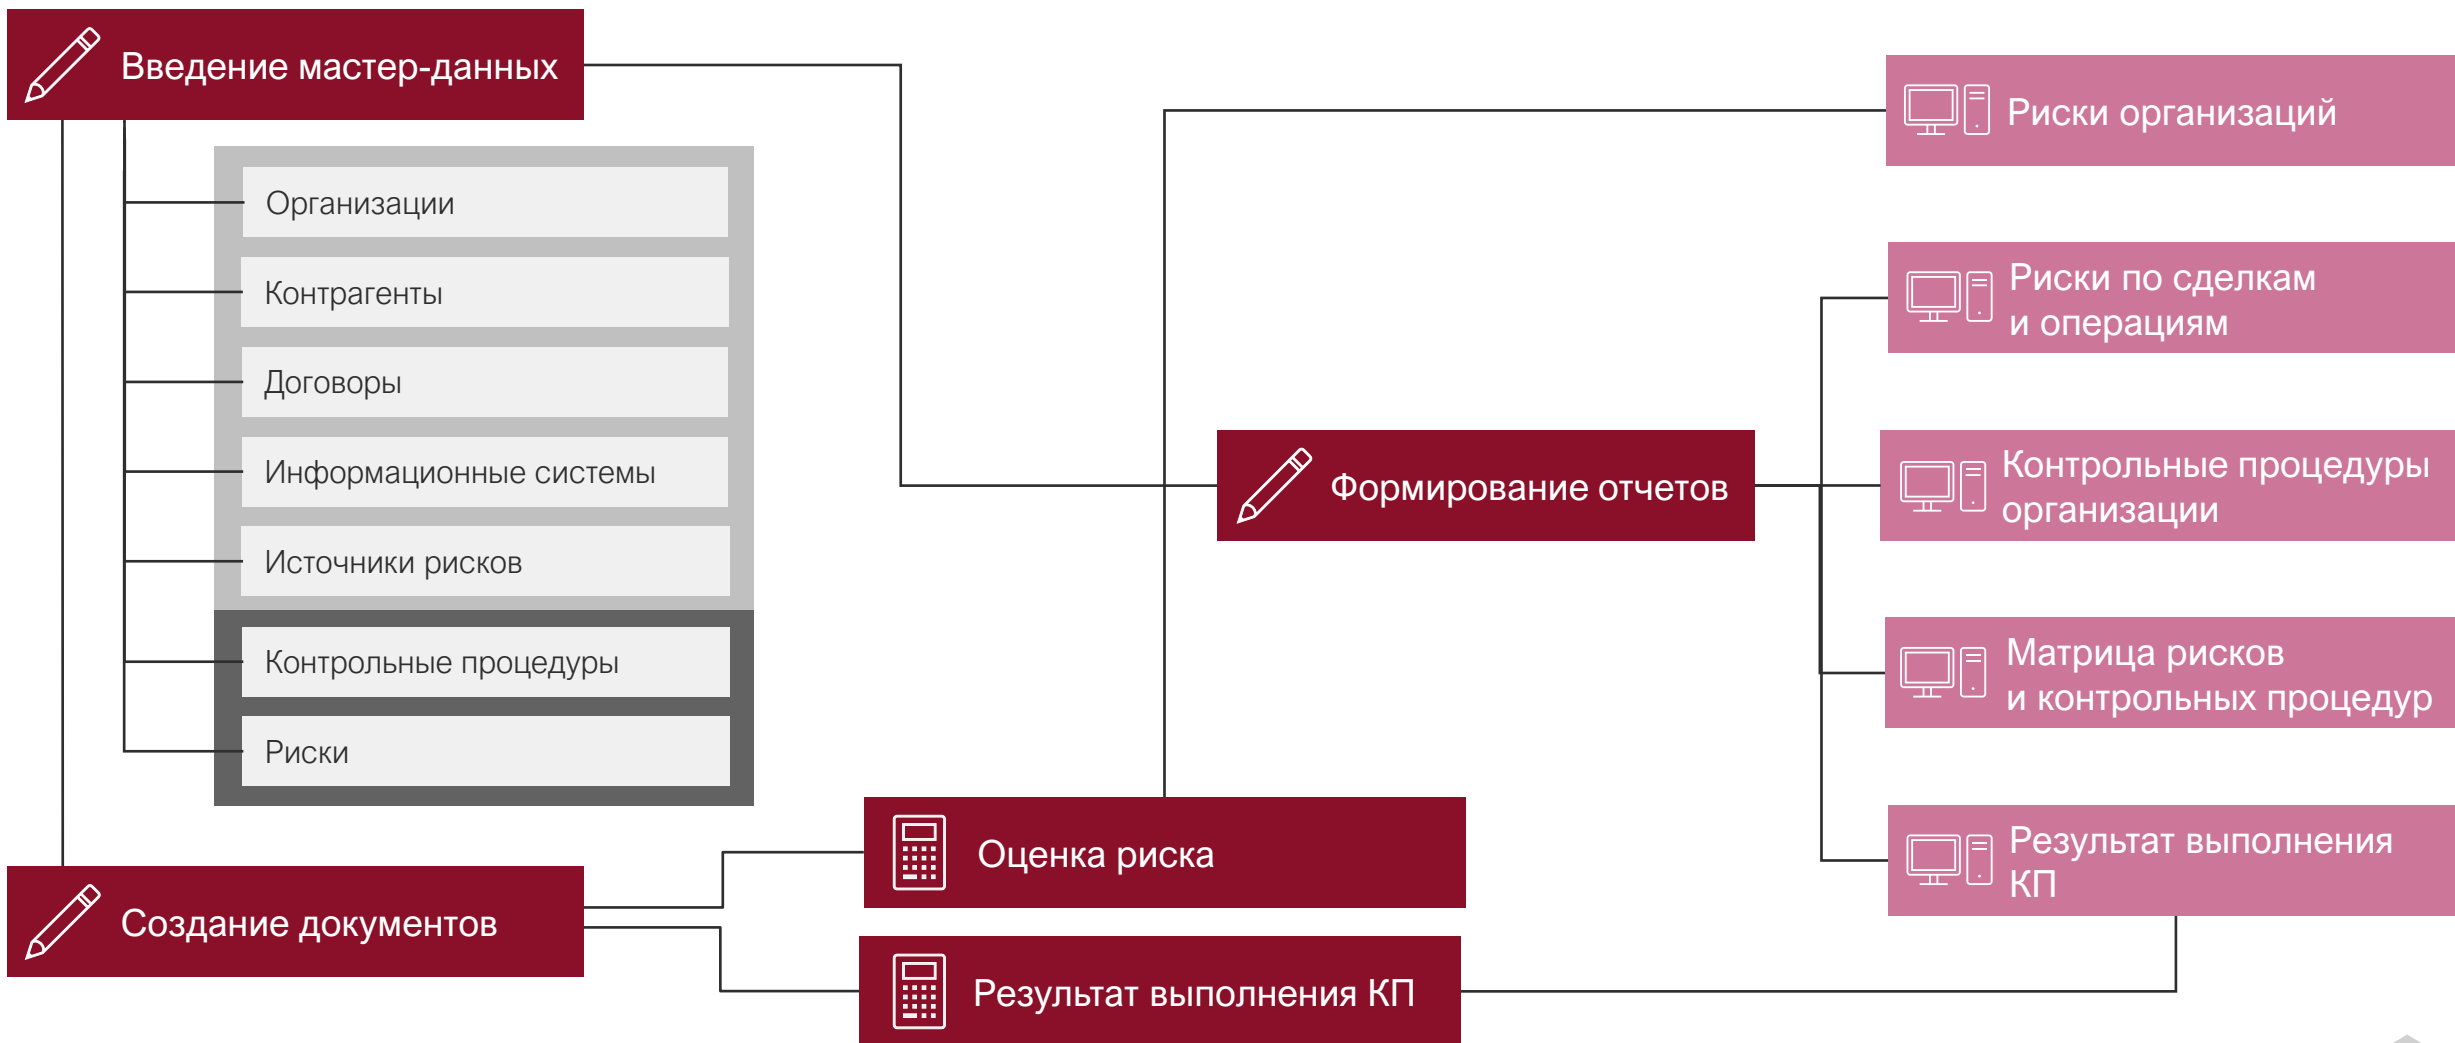 Введение мастер-данных
Организации
Контрагенты
Договоры
Информационные системы
Источники рисков
Контрольные процедуры
Риски
Создание документов
Оценка риска
Результат выполнения КП
Формирование отчетов
Риски организаций
Риски по сделкам
и операциям
Контрольные процедуры
организации
Матрица рисков
и контрольных процедур
Результат выполнения
КП